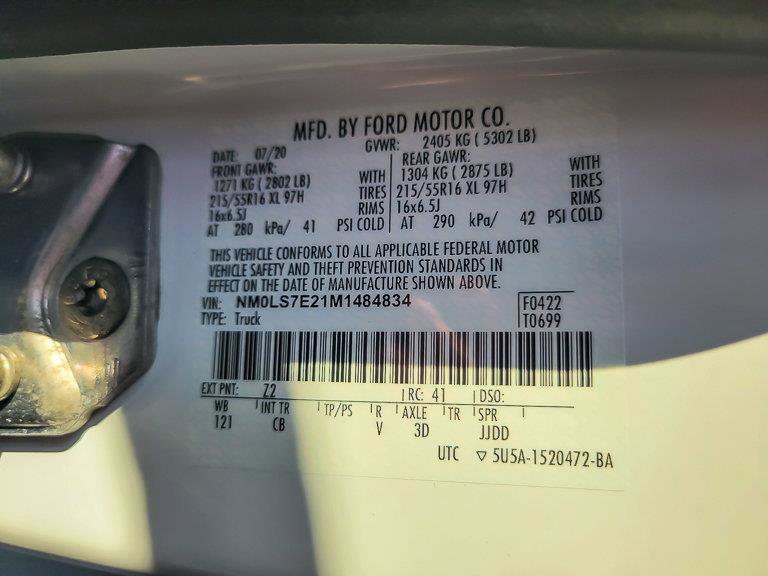 MFD. BY FORD MOTOR CO.
DATE: 07/20 GVWR: 2405 KG ( 5302 LB)
FRONT GAWR: REAR GAWR:
1271 KG ( 2802 LB) WITH 1304 KG ( 2875 LB) WITH
215/55R16 XL 97H TIRES 215/55R16 XL 97H TIRES
16x6.5J RIMS 16x6.5J RIMS
AT 280 kPa/ 41 PSI COLD AT 290 kPa/ 42 PSI COLD
THIS VEHICLE CONFORMS TO ALL APPLICABLE FEDERAL MOTOR
VEHICLE SAFETY AND THEFT PREVENTION STANDARDS IN
EFFECT ON THE DATE OF MANUFACTURE SHOWN ABOVE.
VIN: NM0LS7E21M1484834 F0422
TYPE: Truck T0699
EXT PNT: Z2 RC: 41 DSO:
WB INT TR TP/PS R AXLE TR SPR
121 CB V 3D JJDD
UTC ▽ 5U5A-1520472-BA